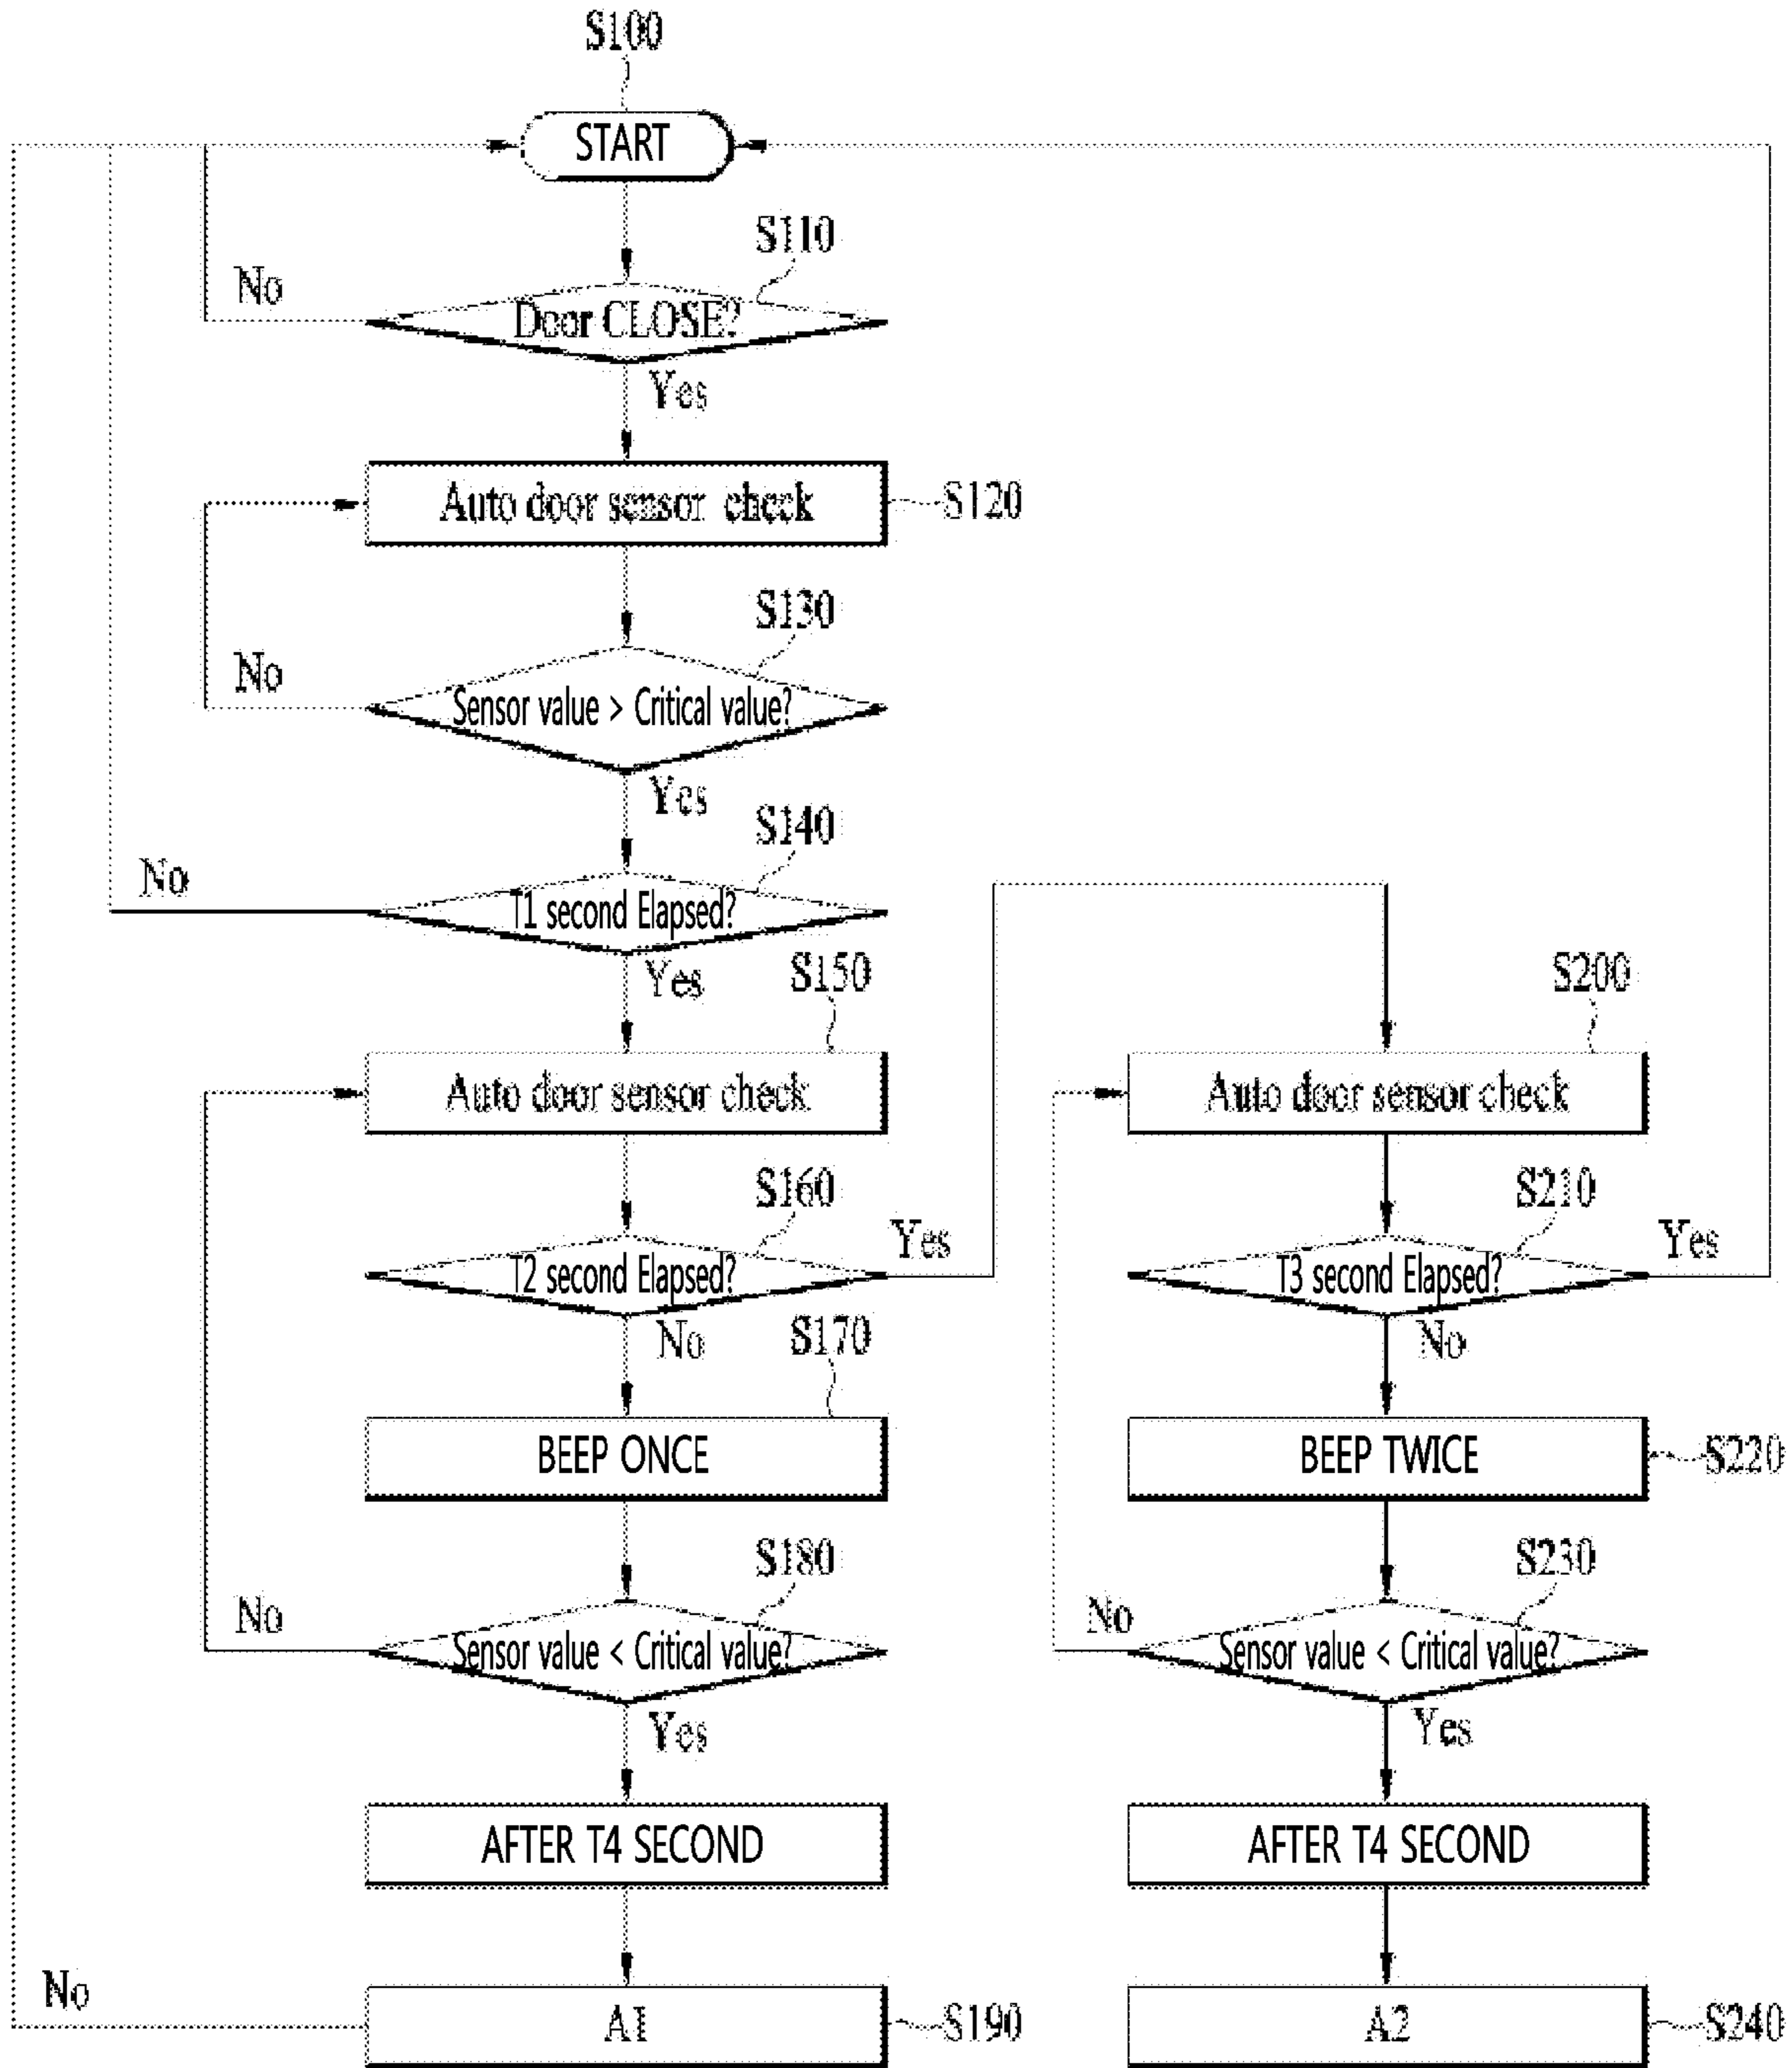 S100
START
S110
No
Door CLOSE?
Yes
Auto door sensor check
S120
S130
No
Sensor value > Critical value?
Yes
S140
No
T1 second Elapsed?
Yes
S150
S200
Auto door sensor check
Auto door sensor check
S160
S210
Yes
Yes
T2 second Elapsed?
T3 second Elapsed?
No
No
S170
BEEP ONCE
BEEP TWICE
S220
S180
S230
No
No
Sensor value < Critical value?
Sensor value < Critical value?
Yes
Yes
AFTER T4 SECOND
AFTER T4 SECOND
No
A1
S190
A2
S240